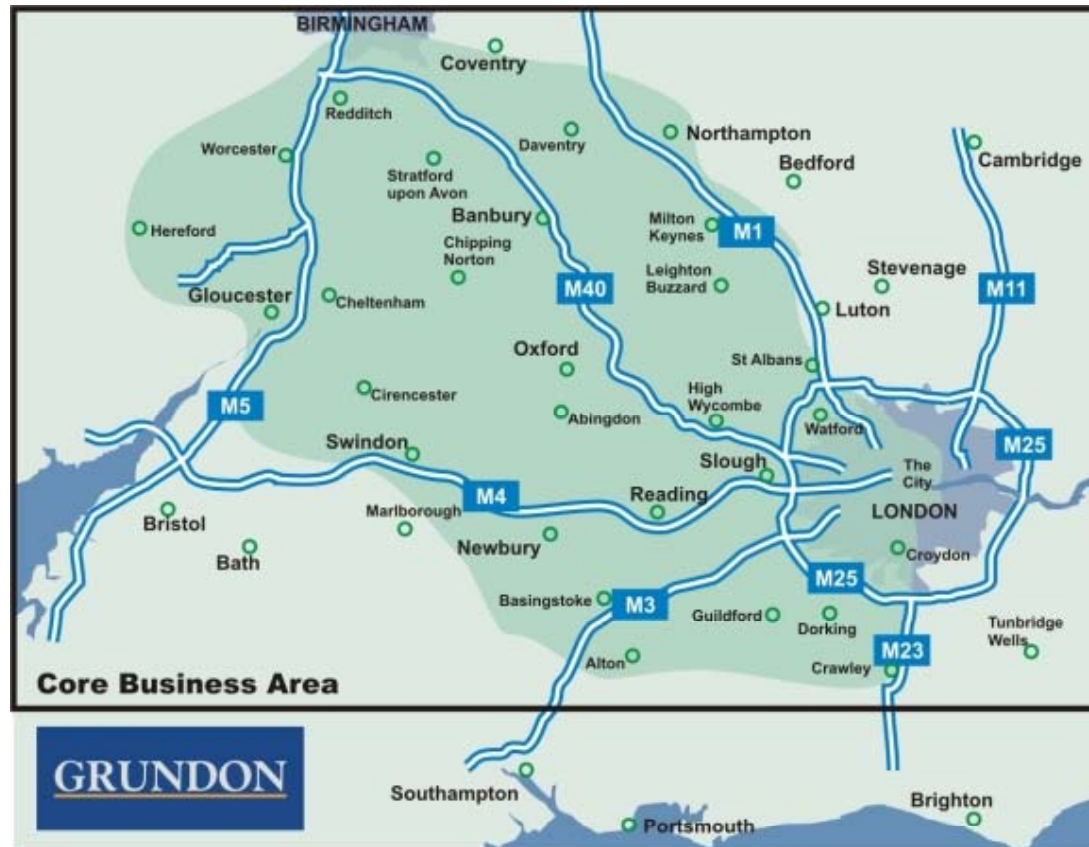 BIRMINGHAM
Coventry
Redditch
Northampton
Daventry
Cambridge
Worcester
Bedford
Stratford
upon Avon
Banbury
Milton
Keynes
M1
Hereford
Chipping
Norton
Stevenage
Leighton
Buzzard
M40
M11
Gloucester
Cheltenham
Luton
Oxford
St Albans
Cirencester
High
Wycombe
M5
Abingdon
Watford
Swindon
M25
Slough
The
City
M4
Reading
Marlborough
LONDON
Bristol
Newbury
Croydon
Bath
M25
Basingstoke
M3
Guildford
Dorking
Tunbridge
Wells
M23
Alton
Crawley
Core Business Area
GRUNDON
Southampton
Brighton
Portsmouth